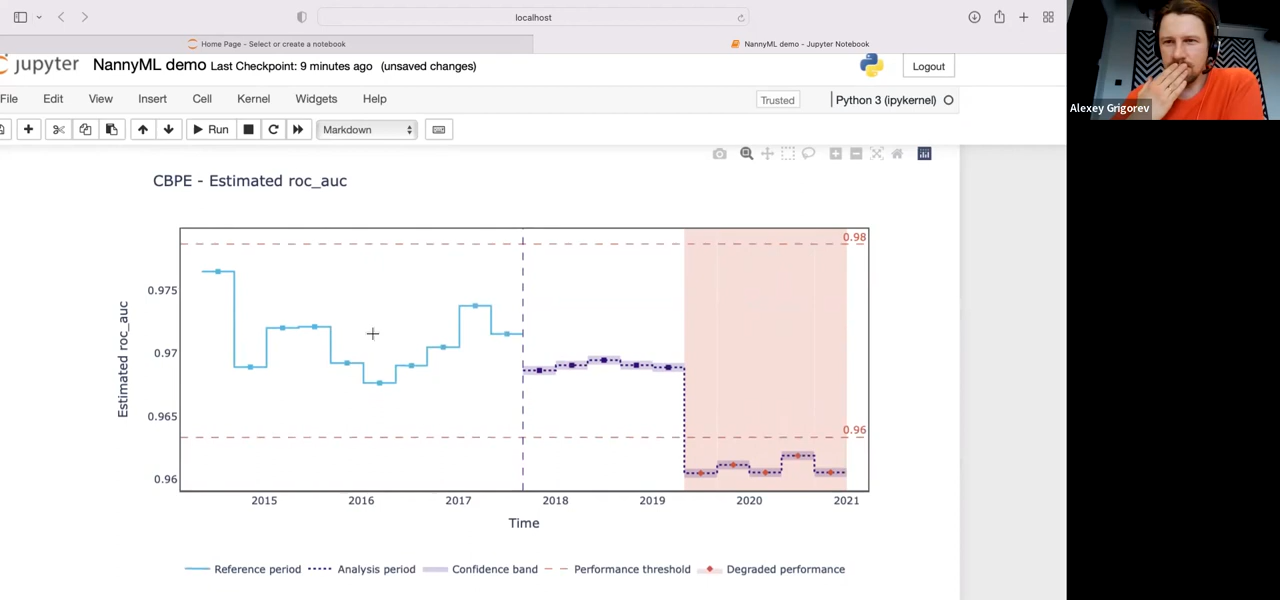 localhost
Home Page - Select or create a notebook
NannyML demo - Jupyter Notebook
jupyter NannyML demo Last Checkpoint: 9 minutes ago (unsaved changes)
Logout
File Edit View Insert Cell Kernel Widgets Help
Trusted Python 3 (ipykernel)
Run Markdown
Alexey Grigorev
CBPE - Estimated roc_auc
0.98
0.975
0.97
0.965
0.96
0.96
Estimated roc_auc
2015 2016 2017 2018 2019 2020 2021
Time
Reference period Analysis period Confidence band Performance threshold Degraded performance